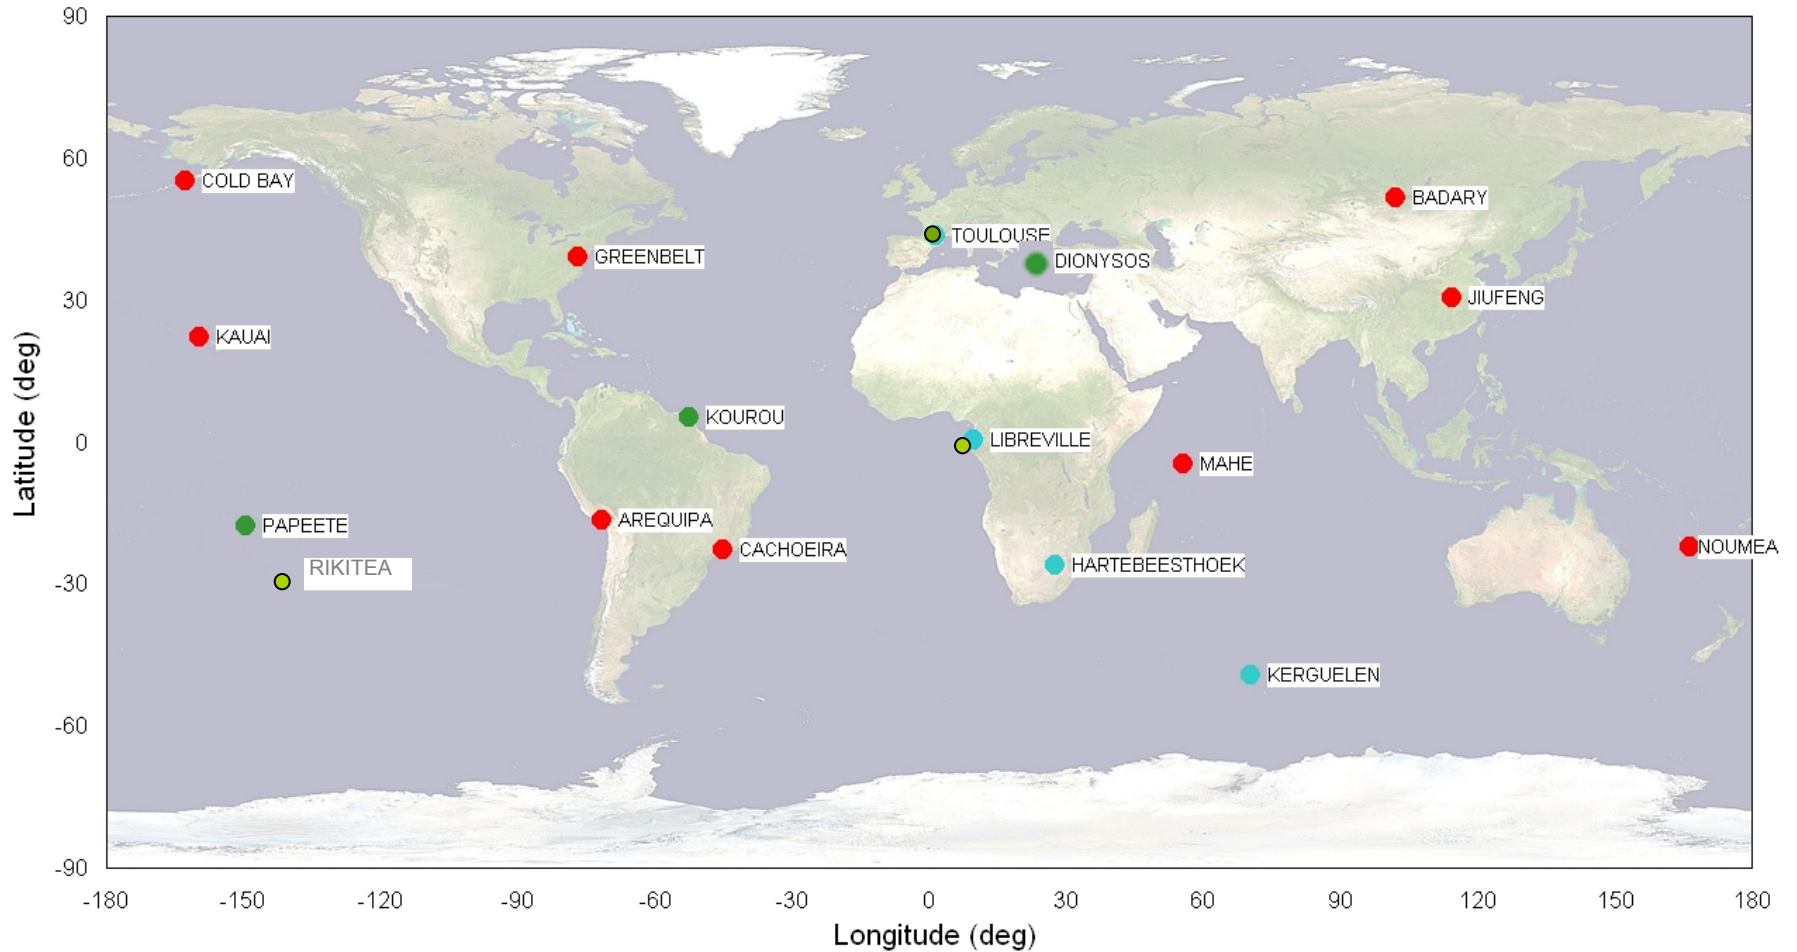 90
60
COLD BAY
BADARY
TOULOUSE
GREENBELT
DIONYSOS
30
JIUFENG
KAUAI
KOUROU
0
LIBREVILLE
MAHE
Latitude (deg)
AREQUIPA
PAPEETE
CACHOEIRA
NOUMEA
RIKITEA
HARTEBEESTHOEK
-30
KERGUELEN
-60
-90
-180 -150 -120 -90 -60 -30 0 30 60 90 120 150 180
Longitude (deg)